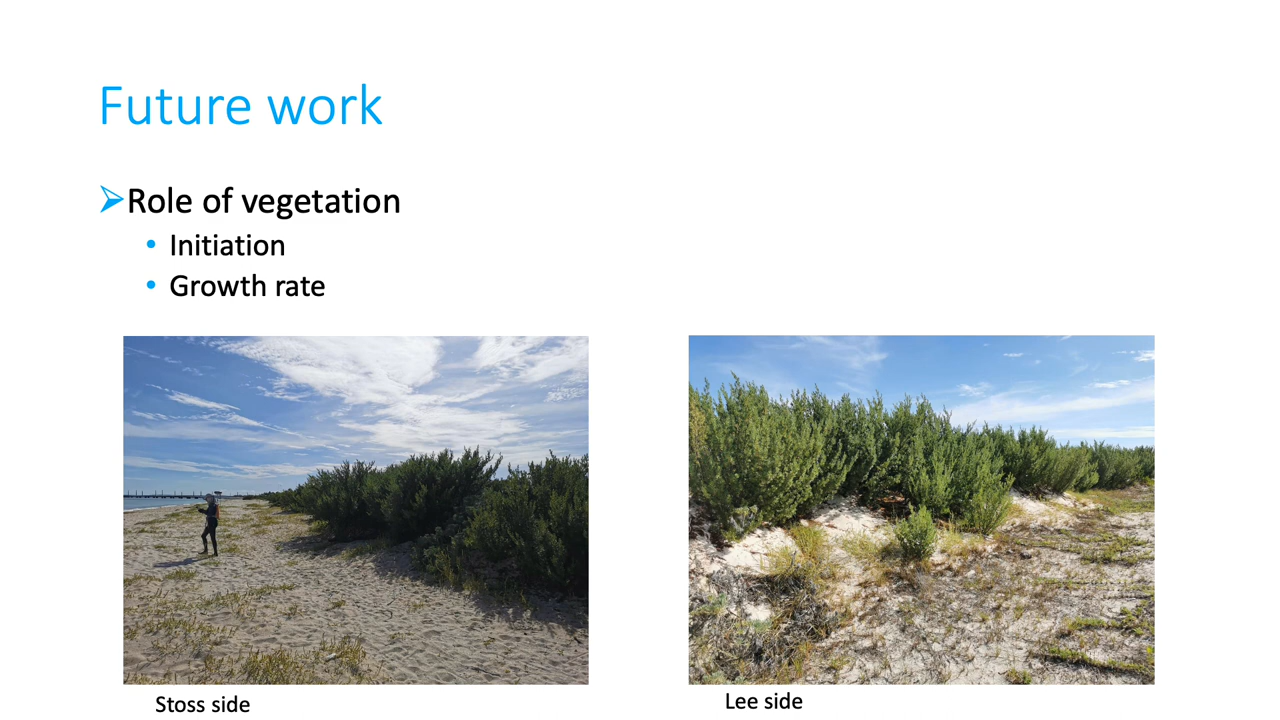 Future work
Role of vegetation
Initiation
Growth rate
Stoss side
Lee side